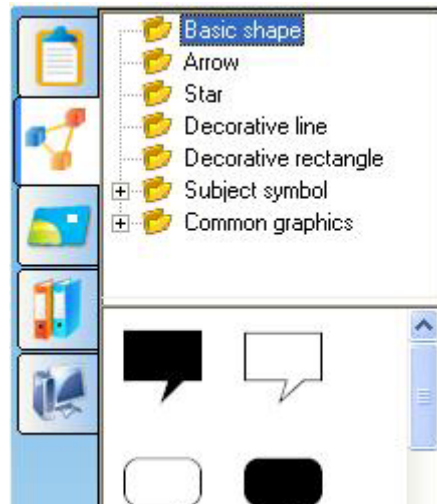 Basic shape
Arrow
Star
Decorative line
Decorative rectangle
Subject symbol
Common graphics